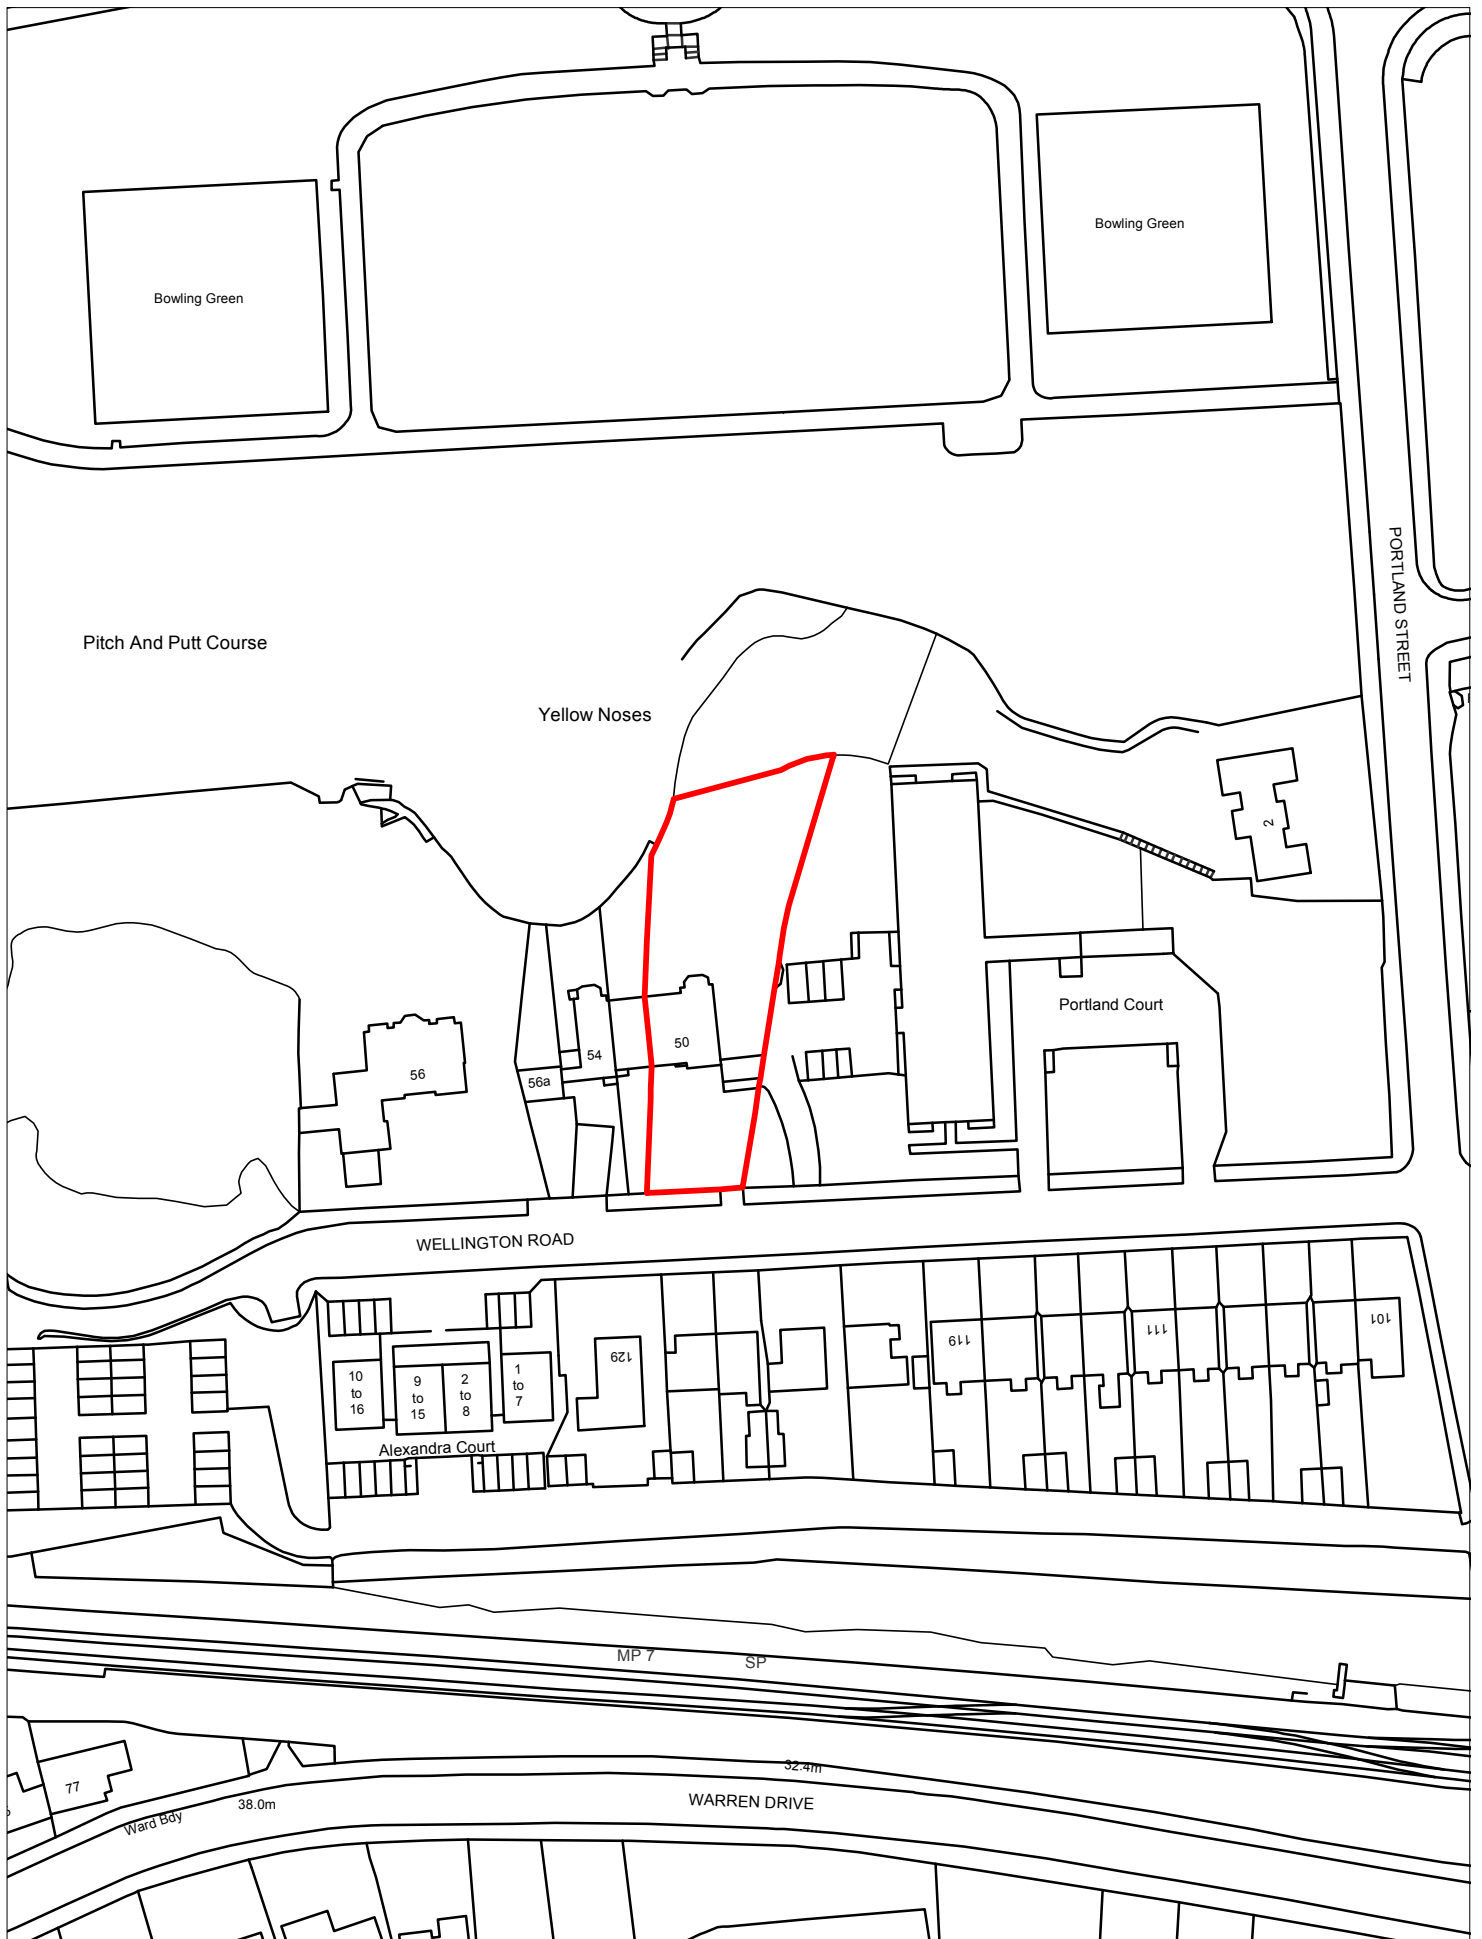 Bowling Green
Bowling Green
PORTLAND STREET
Pitch And Putt Course
Yellow Noses
2
Portland Court
50
54
56
56a
WELLINGTON ROAD
101
111
119
129
1
to
7
10
to
16
9
to
15
2
to
8
Alexandra Court
MP 7
SP
32.4m
77
38.0m
WARREN DRIVE
Ward Bdy